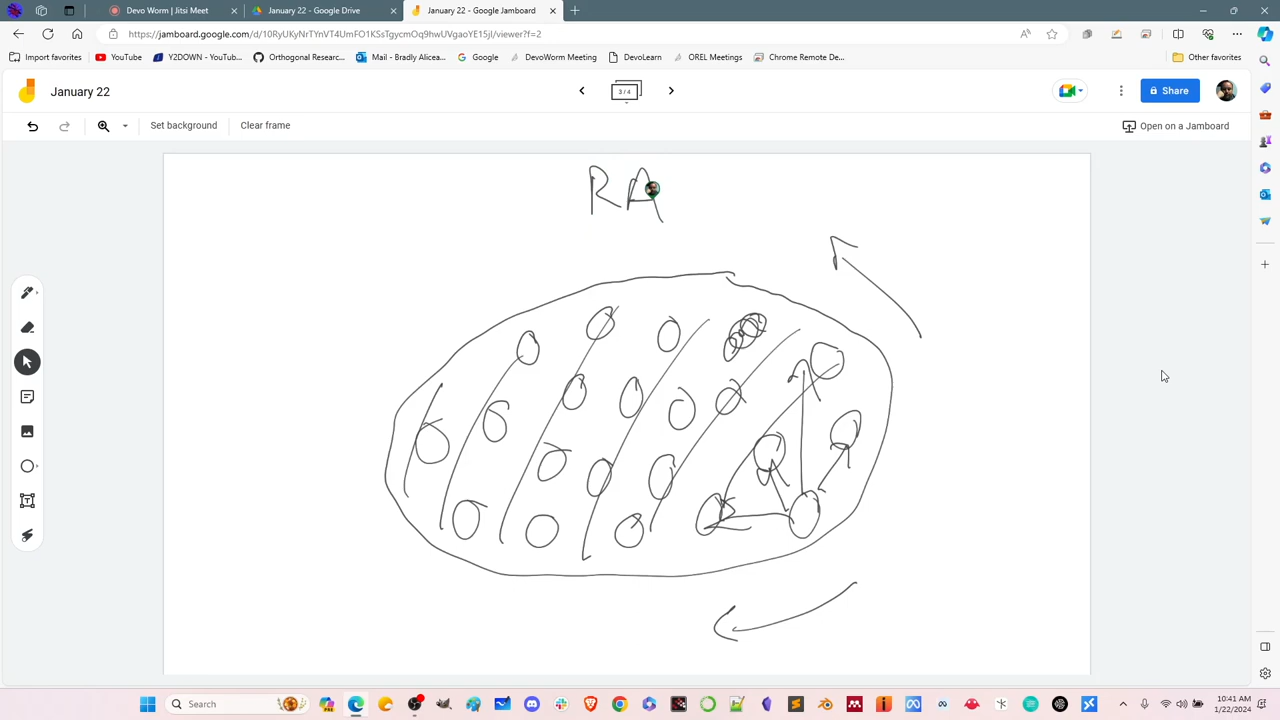 Devo Worm | Jitsi Meet
January 22 - Google Drive
January 22 - Google Jamboard
https://jamboard.google.com/d/10RyUKyNrTYnVT4UmFO1KSsTgycmOq9hwUVgaoYE15jI/viewer?f=2
Import favorites
YouTube
Y2DOWN - YouTub...
Orthogonal Researc...
Mail - Bradly Alicea...
Google
DevoWorm Meeting
DevoLearn
OREL Meetings
Chrome Remote De...
Other favorites
January 22
3 / 4
Share
Set background
Clear frame
Open on a Jamboard
RA
Search
10:41 AM
1/22/2024